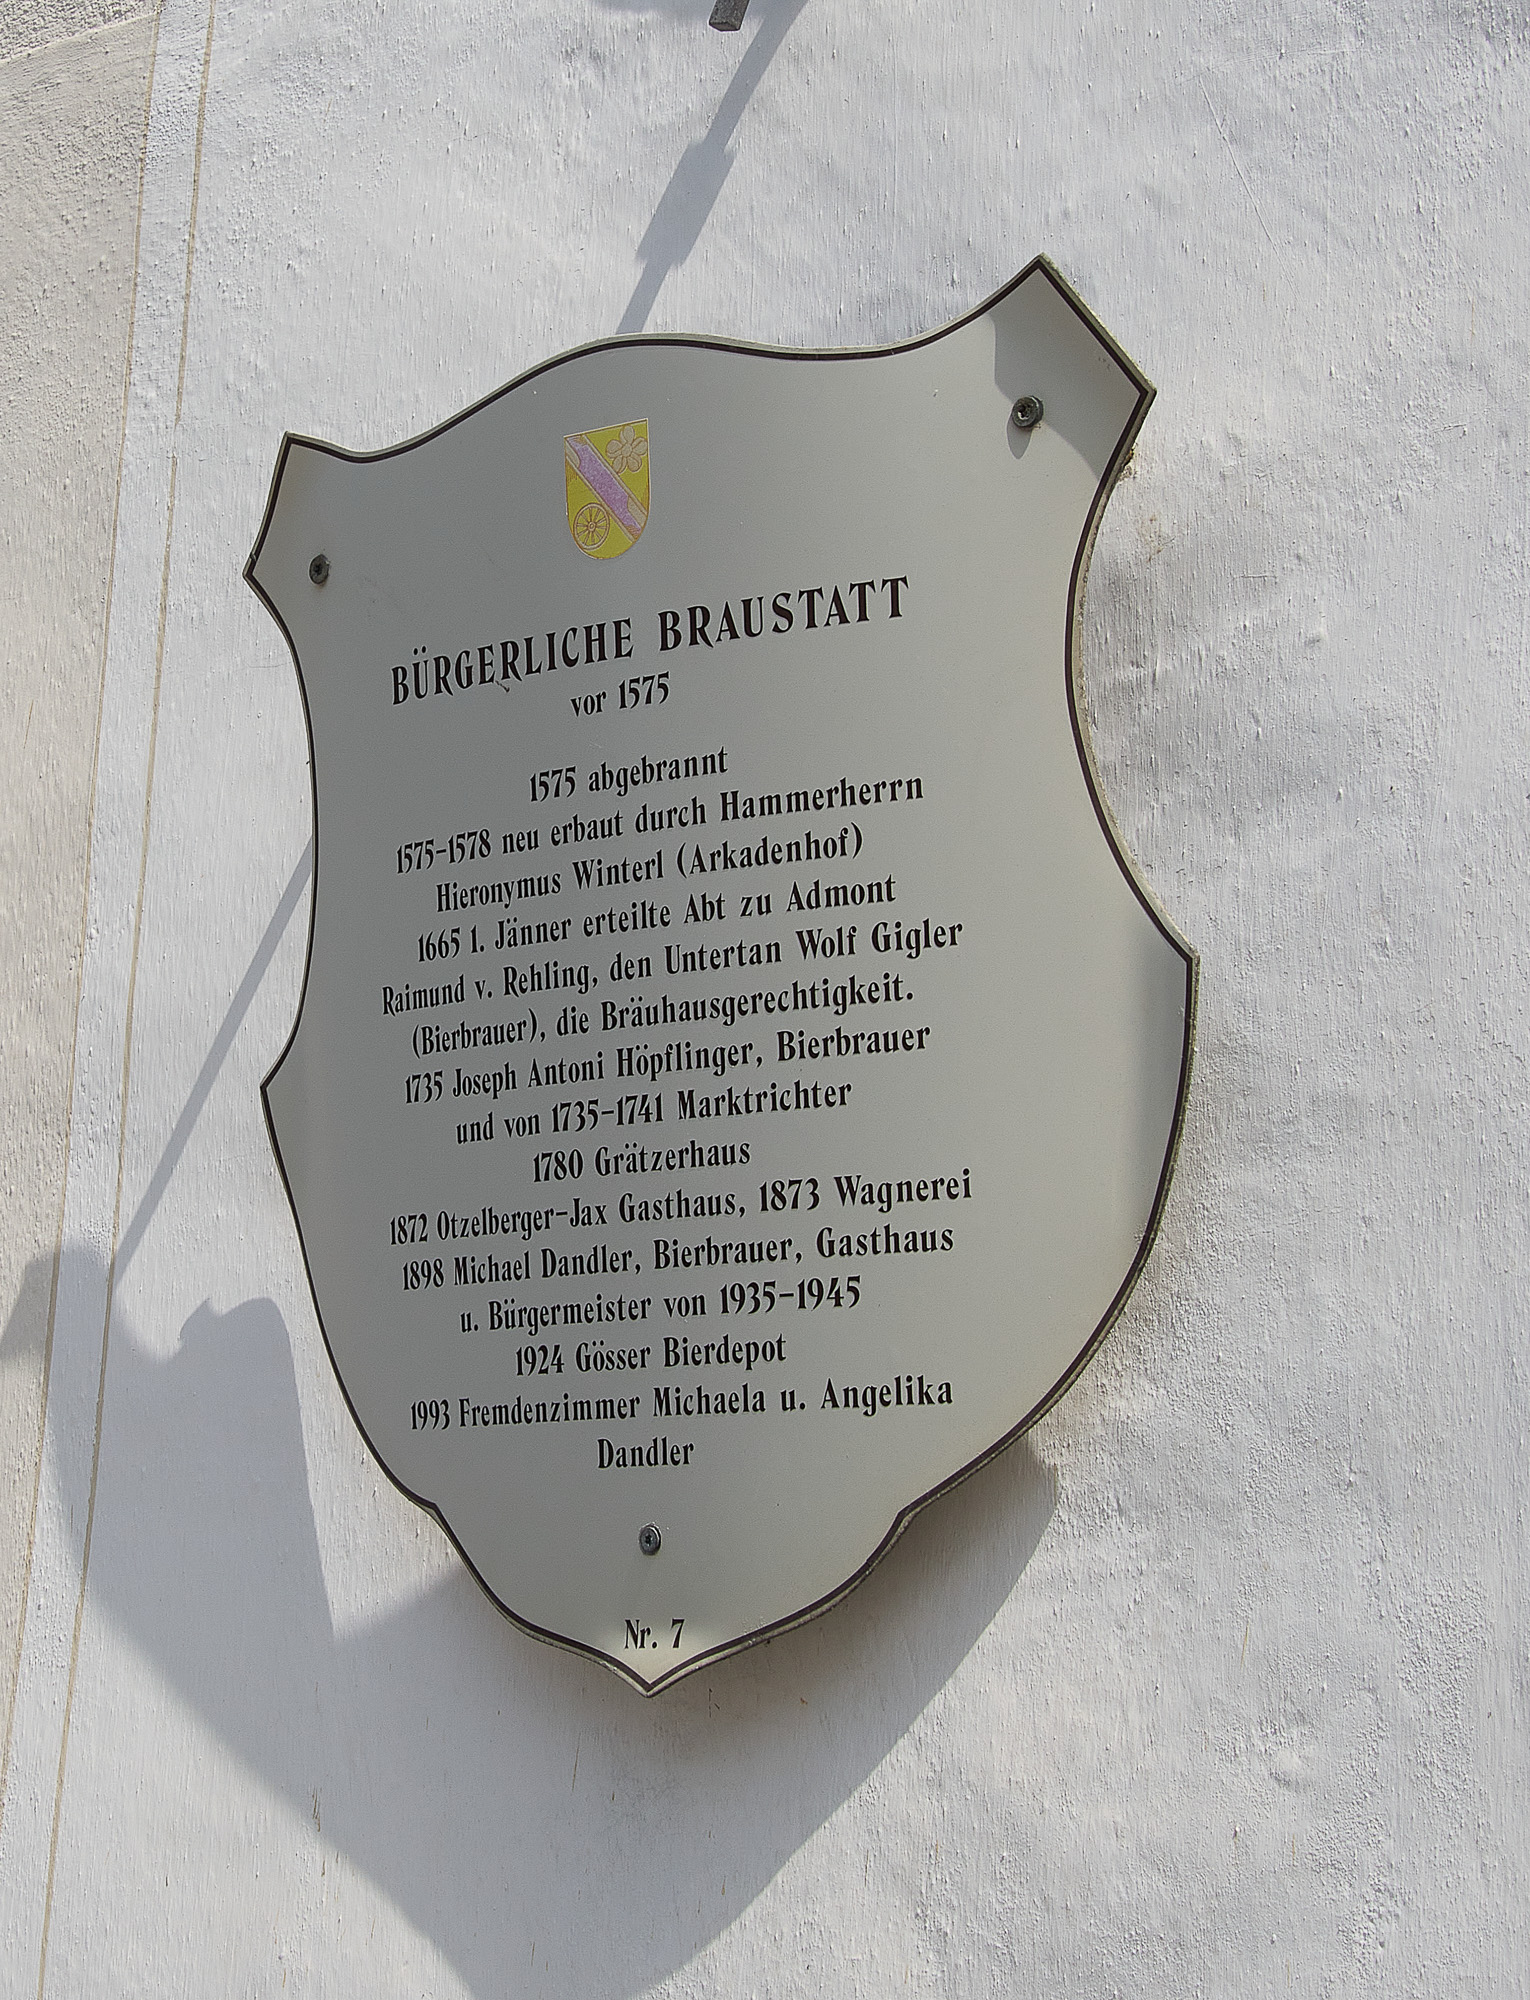 BÜRGERLICHE BRAUSTATT
vor 1575
1575 abgebrannt
1575-1578 neu erbaut durch Hammerherrn
Hieronymus Winterl (Arkadenhof)
1665 1. Jänner erteilte Abt zu Admont
Raimund v. Rehling, den Untertan Wolf Gigler
(Bierbrauer), die Bräuhausgerechtigkeit.
1735 Joseph Antoni Höpflinger, Bierbrauer
und von 1735-1741 Marktrichter
1780 Grätzerhaus
1872 Otzelberger-Jax Gasthaus, 1873 Wagnerei
1898 Michael Dandler, Bierbrauer, Gasthaus
u. Bürgermeister von 1935-1945
1924 Gösser Bierdepot
1993 Fremdenzimmer Michaela u. Angelika
Dandler
Nr. 7